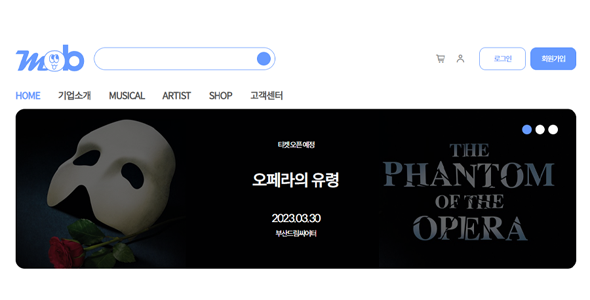 mob
로그인
회원가입
HOME 기업소개 MUSICAL ARTIST SHOP 고객센터
티켓 오픈 예정
오페라의 유령
2023.03.30
부산드림씨어터
THE
PHANTOM
OF THE
OPERA